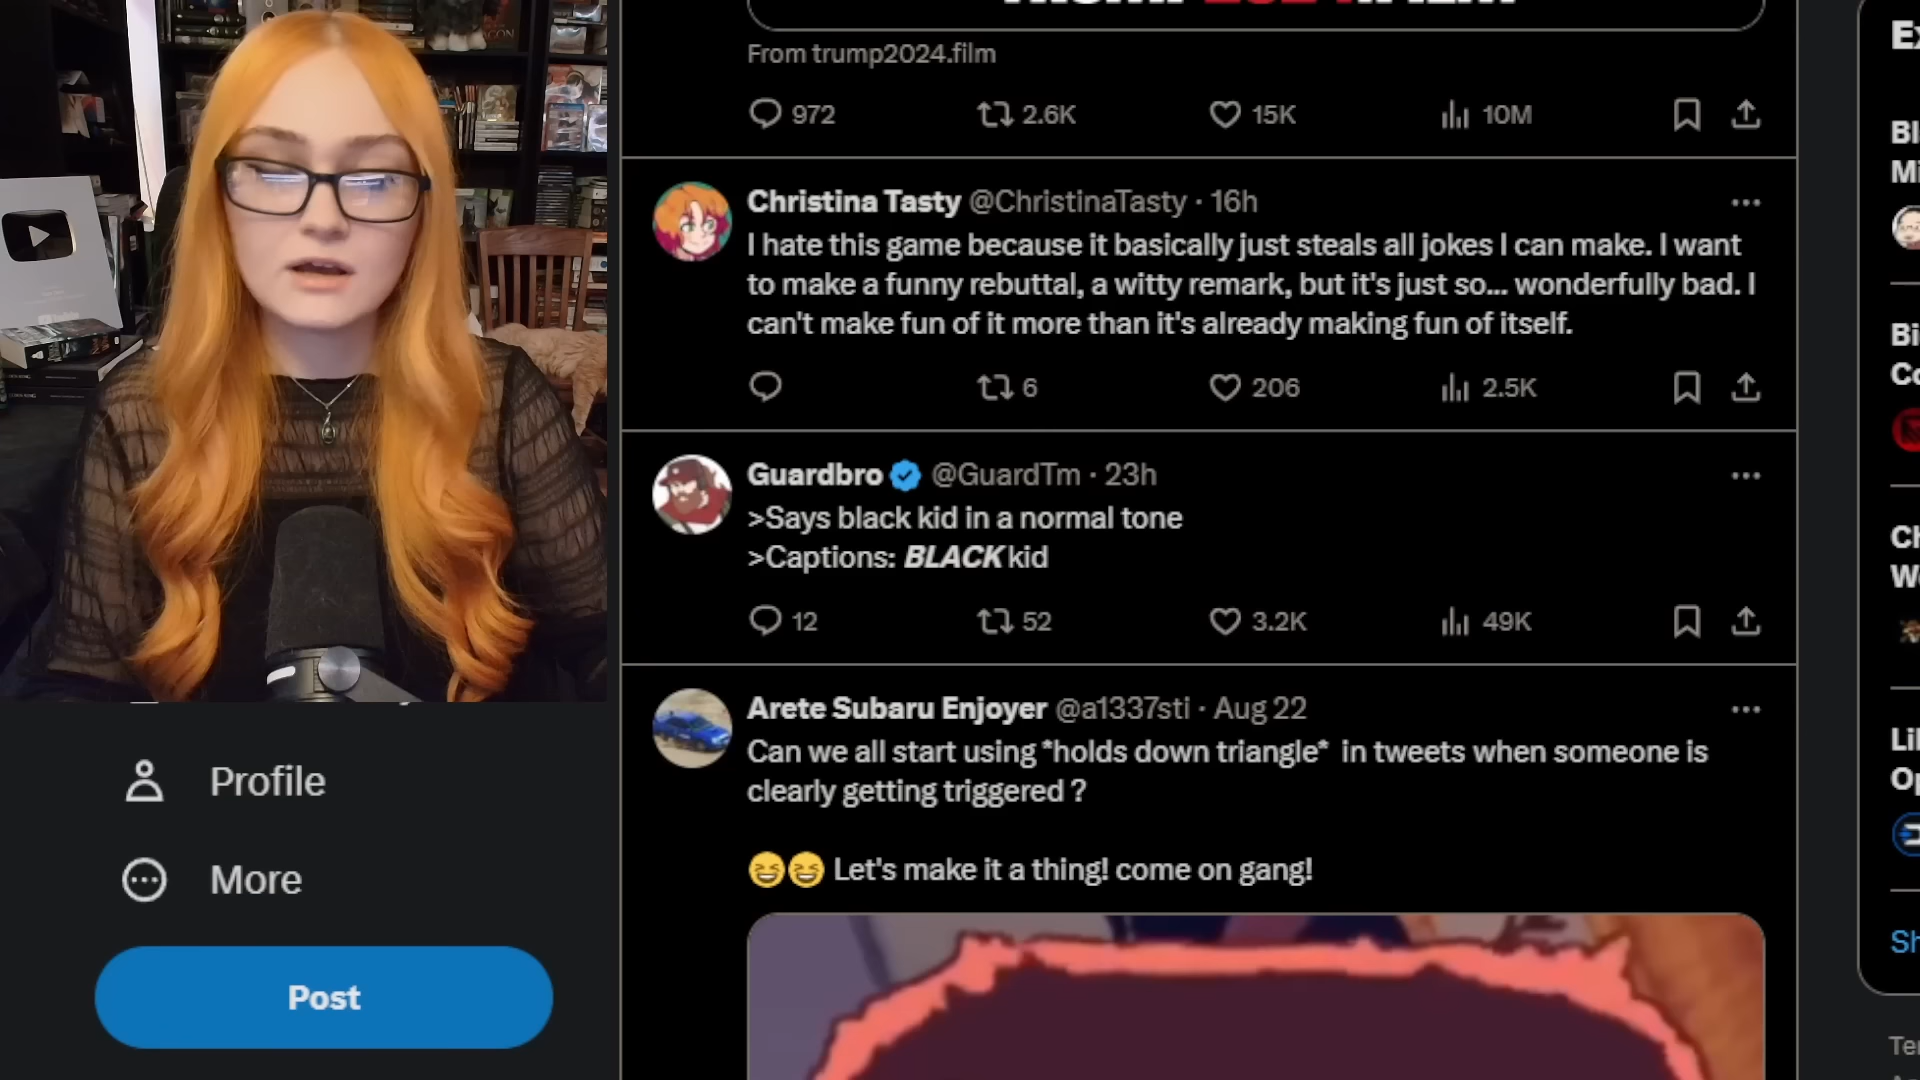 From trump2024.film
972 2.6K 15K 10M
Christina Tasty @ChristinaTasty · 16h
I hate this game because it basically just steals all jokes I can make. I want
to make a funny rebuttal, a witty remark, but it's just so... wonderfully bad. I
can't make fun of it more than it's already making fun of itself.
6 206 2.5K
Guardbro @GuardTm · 23h
>Says black kid in a normal tone
>Captions: BLACK kid
12 52 3.2K 49K
Arete Subaru Enjoyer @a1337sti · Aug 22
Can we all start using *holds down triangle* in tweets when someone is
clearly getting triggered ?
😆😆 Let's make it a thing! come on gang!
Profile
More
Post